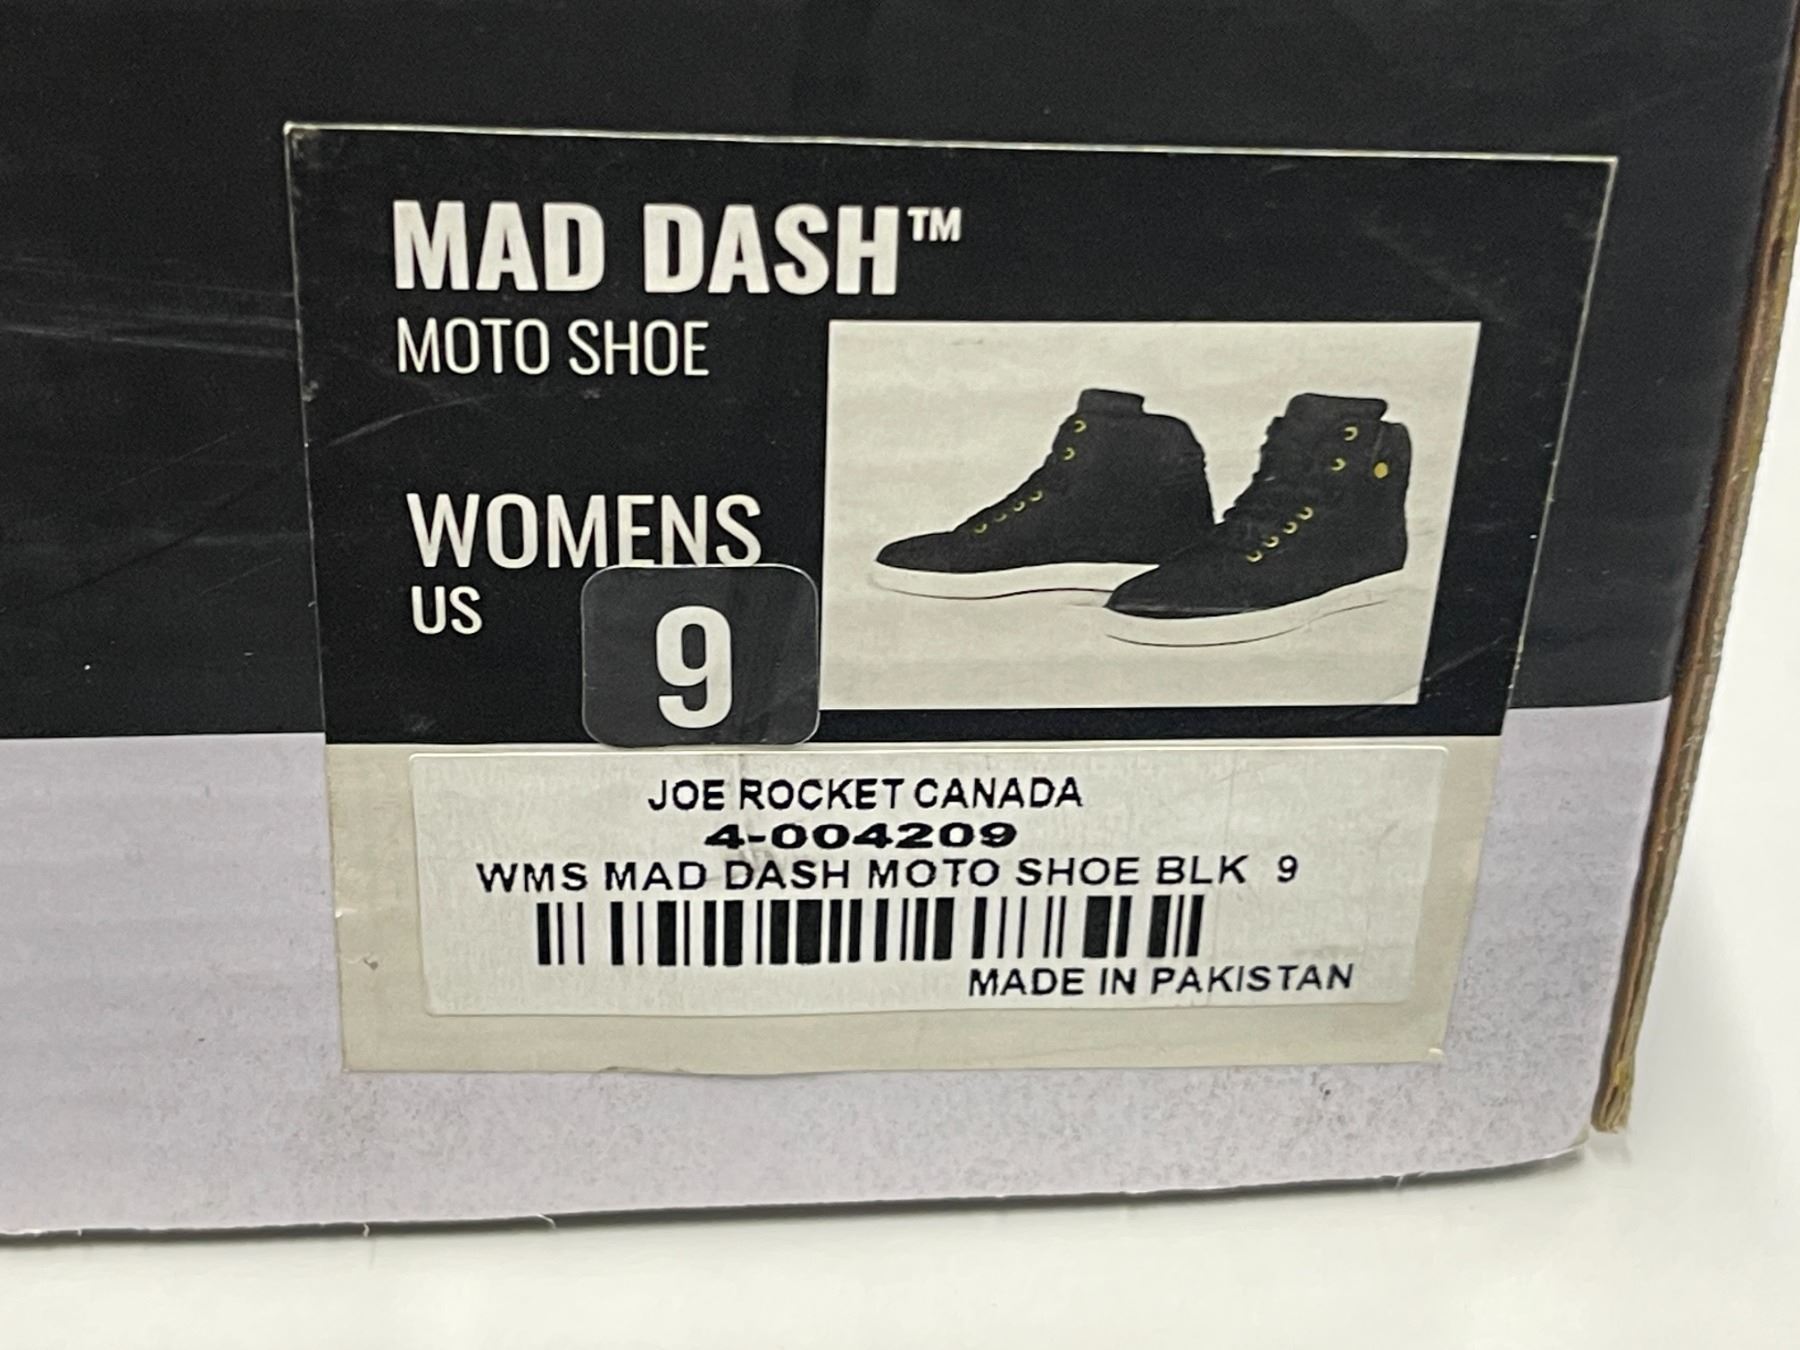 MAD DASH™
MOTO SHOE
WOMENS
US
9
JOE ROCKET CANADA
4-004209
WMS MAD DASH MOTO SHOE BLK 9
MADE IN PAKISTAN